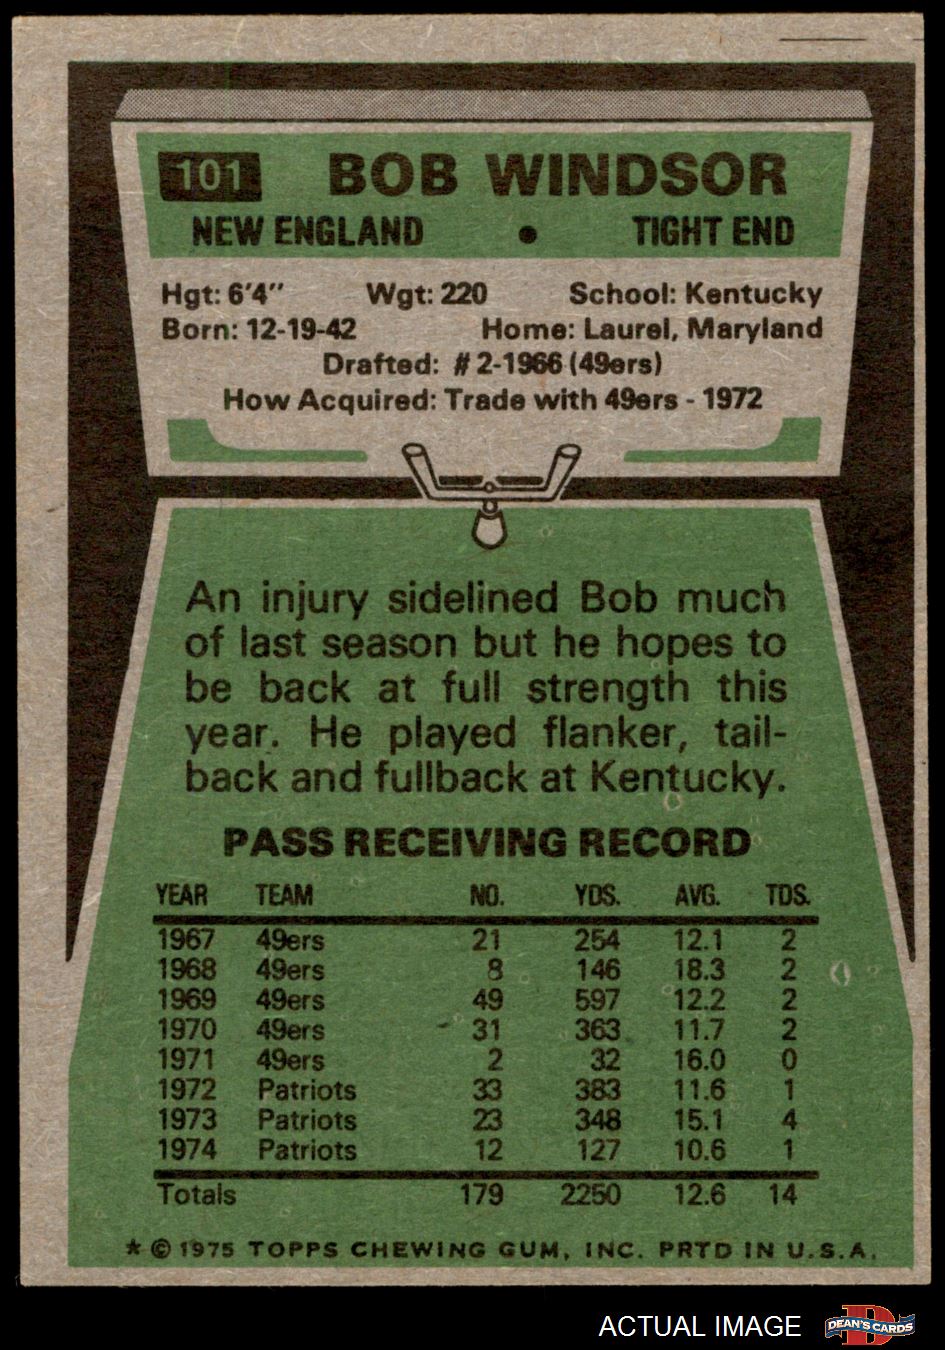 101 BOB WINDSOR
NEW ENGLAND • TIGHT END
Hgt: 6'4" Wgt: 220 School: Kentucky
Born: 12-19-42 Home: Laurel, Maryland
Drafted: #2-1966 (49ers)
How Acquired: Trade with 49ers - 1972
An injury sidelined Bob much
of last season but he hopes to
be back at full strength this
year. He played flanker, tail-
back and fullback at Kentucky.
PASS RECEIVING RECORD
YEAR TEAM NO. YDS. AVG. TDS.
1967 49ers 21 254 12.1 2
1968 49ers 8 146 18.3 2
1969 49ers 49 597 12.2 2
1970 49ers 31 363 11.7 2
1971 49ers 2 32 16.0 0
1972 Patriots 33 383 11.6 1
1973 Patriots 23 348 15.1 4
1974 Patriots 12 127 10.6 1
Totals 179 2250 12.6 14
* © 1975 TOPPS CHEWING GUM, INC. PRTD IN U.S.A.
ACTUAL IMAGE D DEAN'S CARDS